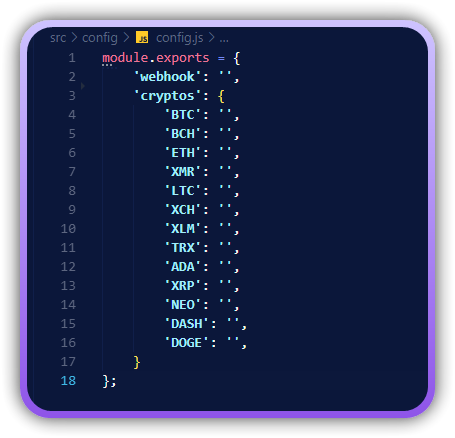 src > config > JS config.js > ...
1 module.exports = {
2 'webhook': '',
3 'cryptos': {
4 'BTC': '',
5 'BCH': '',
6 'ETH': '',
7 'XMR': '',
8 'LTC': '',
9 'XCH': '',
10 'XLM': '',
11 'TRX': '',
12 'ADA': '',
13 'XRP': '',
14 'NEO': '',
15 'DASH': '',
16 'DOGE': '',
17 }
18 };